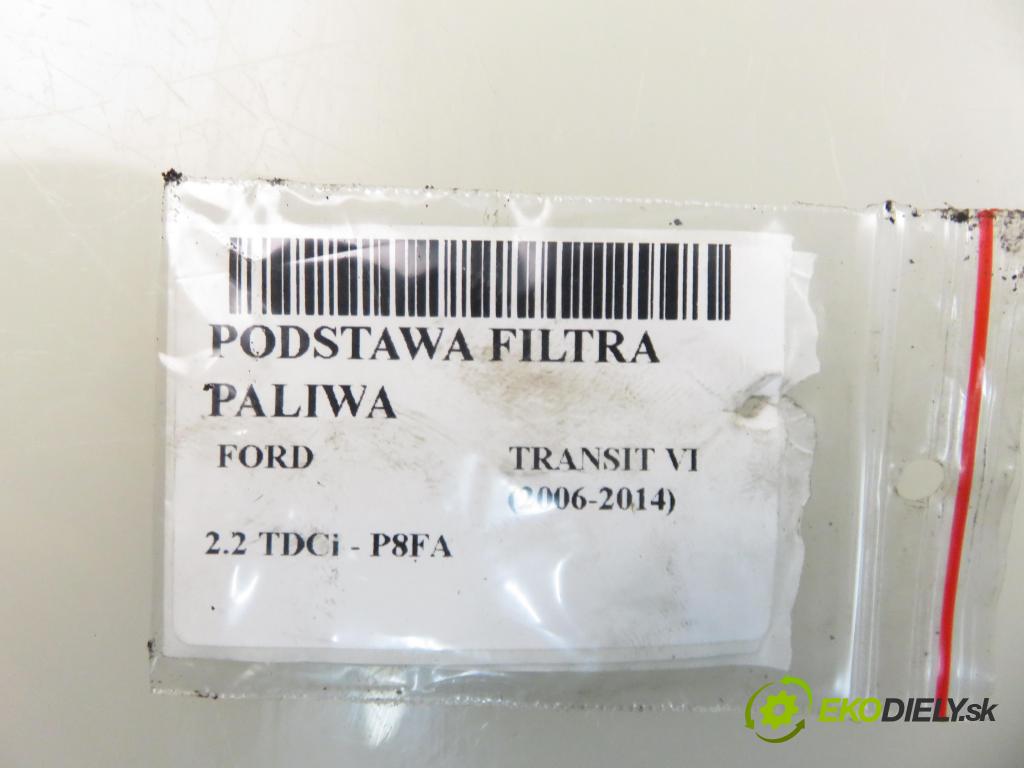 PODSTAWA FILTRA
PALIWA
FORD TRANSIT VI
(2006-2014)
2.2 TDCi - P8FA
EKODIELY.sk